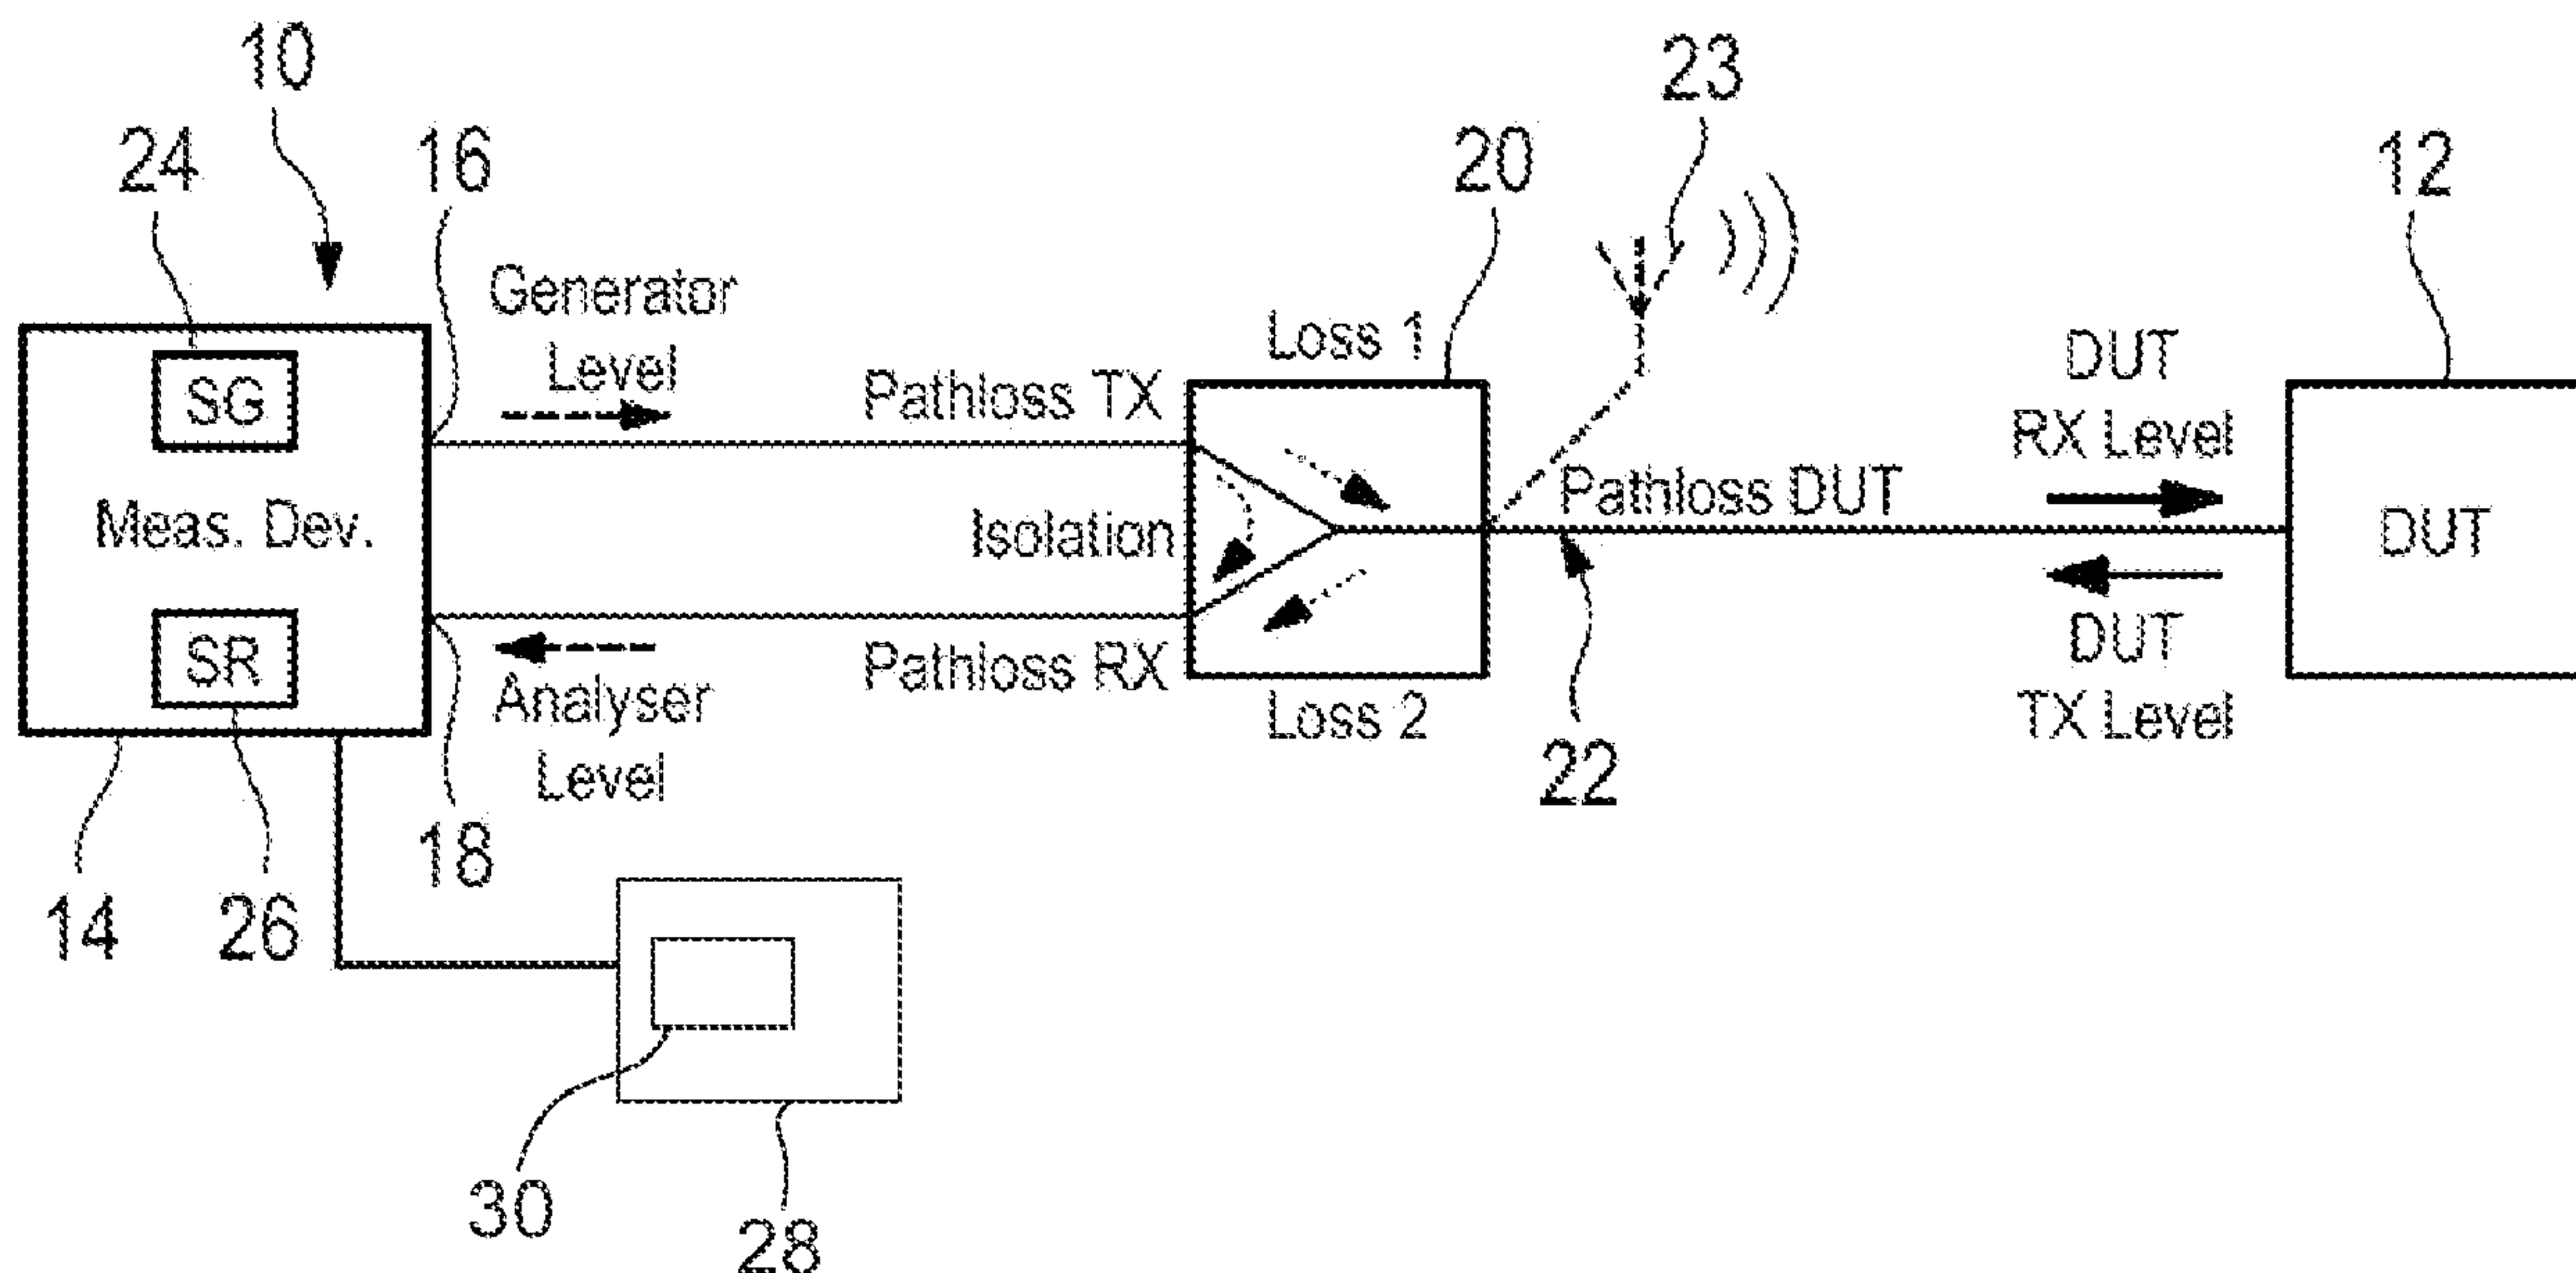 10
23
24
16
20
12
Generator
Level
Loss 1
DUT
RX Level
SG
Pathloss TX
Pathloss DUT
Meas. Dev.
Isolation
DUT
SR
Pathloss RX
Analyser
Level
Loss 2
DUT
TX Level
22
18
14
26
30
28